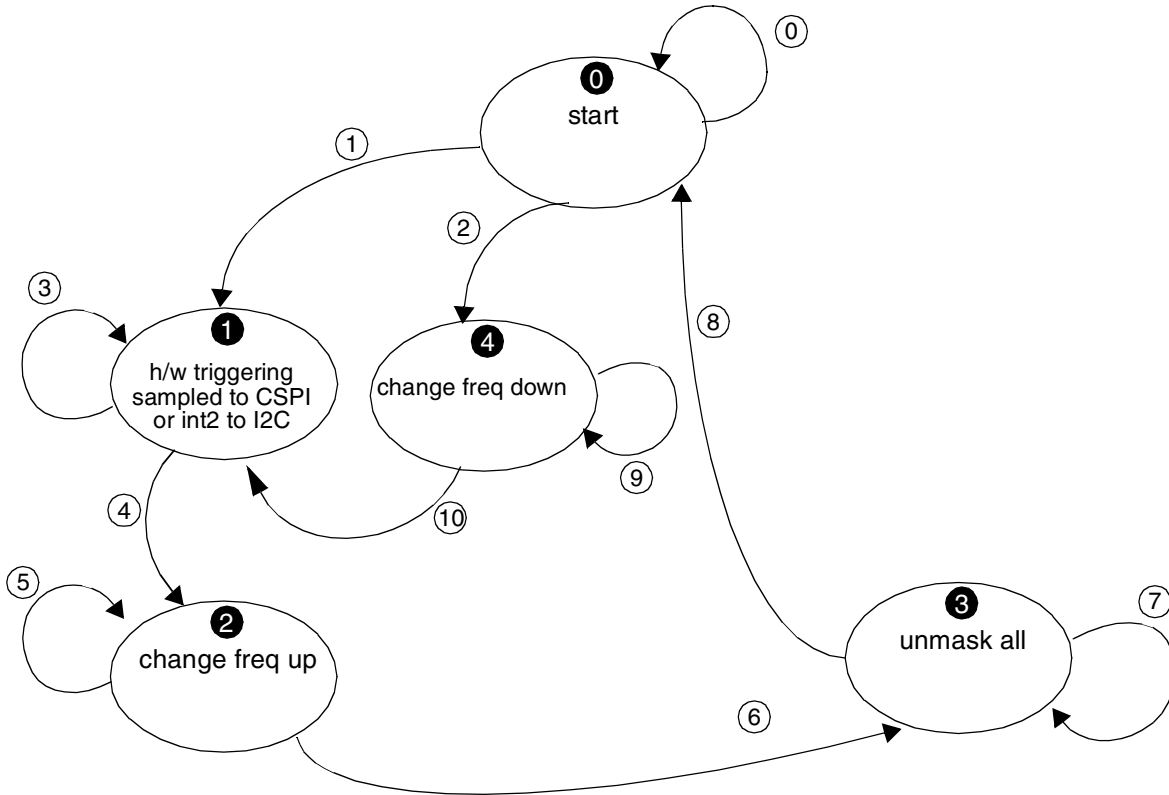 0
0
start
1
2
3
1
h/w triggering
sampled to CSPI
or int2 to I2C
4
change freq down
8
9
10
4
5
2
change freq up
3
unmask all
7
6